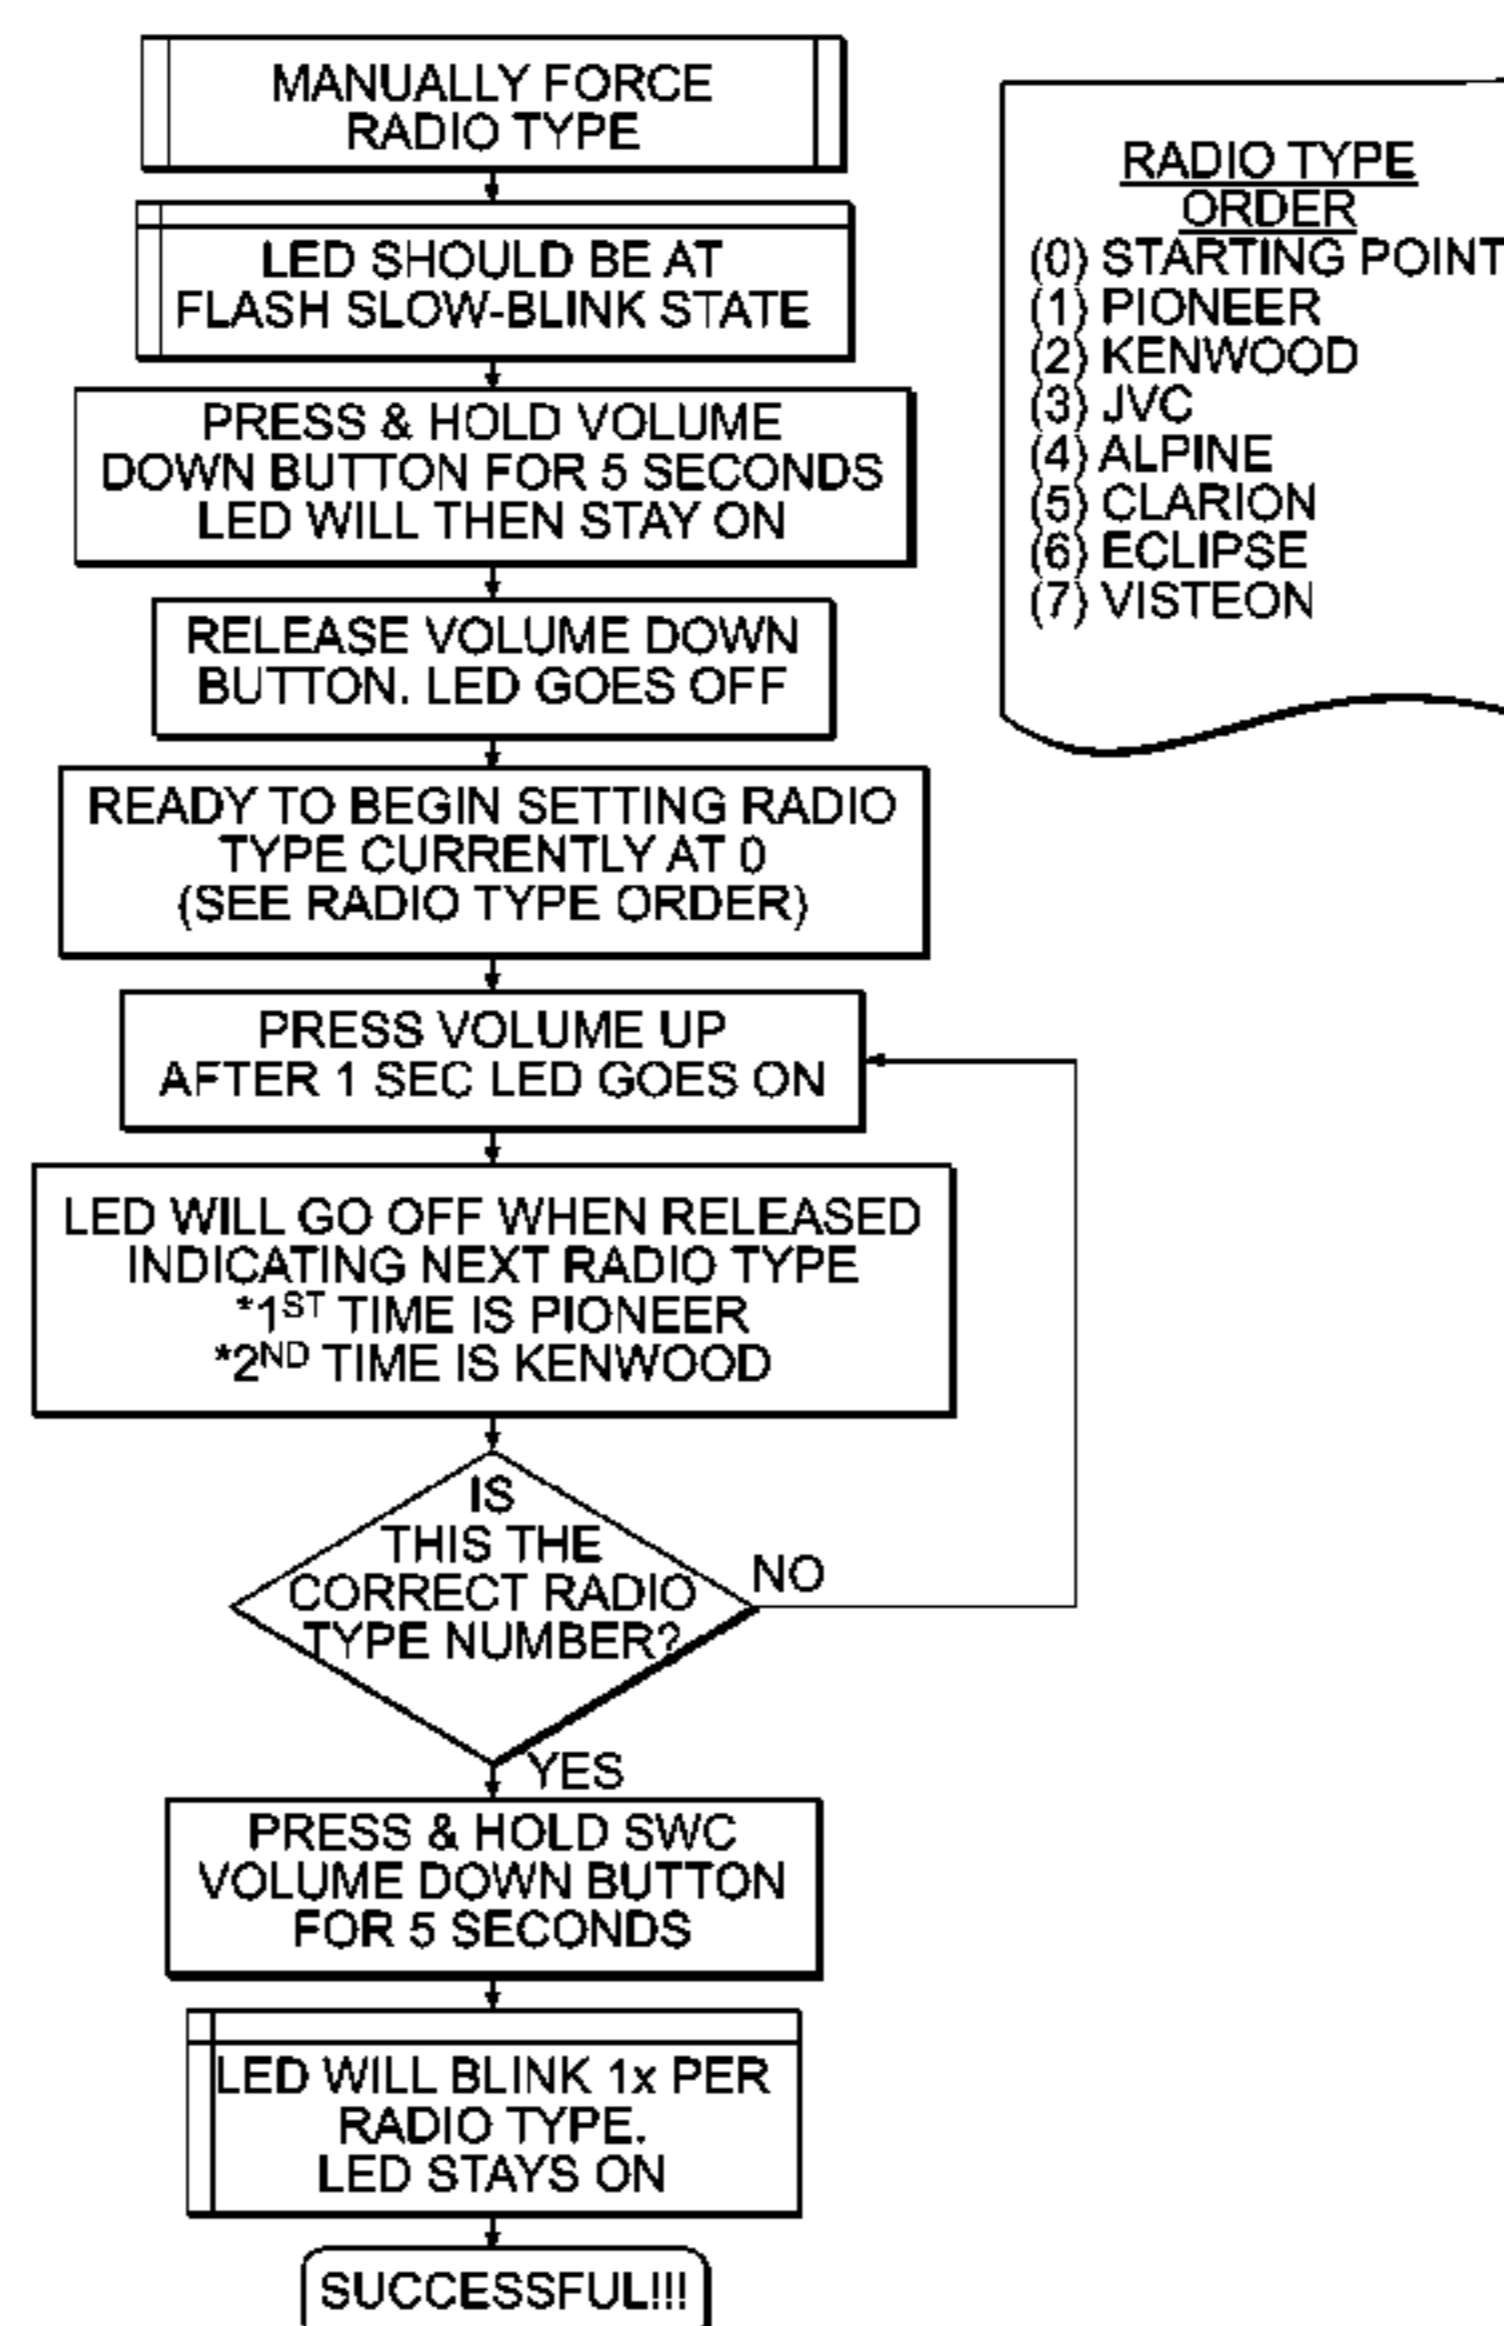 MANUALLY FORCE
RADIO TYPE
LED SHOULD BE AT
FLASH SLOW-BLINK STATE
PRESS & HOLD VOLUME
DOWN BUTTON FOR 5 SECONDS
LED WILL THEN STAY ON
RELEASE VOLUME DOWN
BUTTON. LED GOES OFF
READY TO BEGIN SETTING RADIO
TYPE CURRENTLY AT 0
(SEE RADIO TYPE ORDER)
PRESS VOLUME UP
AFTER 1 SEC LED GOES ON
LED WILL GO OFF WHEN RELEASED
INDICATING NEXT RADIO TYPE
*1ST TIME IS PIONEER
*2ND TIME IS KENWOOD
IS
THIS THE
CORRECT RADIO
TYPE NUMBER?
NO
YES
PRESS & HOLD SWC
VOLUME DOWN BUTTON
FOR 5 SECONDS
LED WILL BLINK 1x PER
RADIO TYPE.
LED STAYS ON
SUCCESSFUL!!!
RADIO TYPE
ORDER
(0) STARTING POINT
(1) PIONEER
(2) KENWOOD
(3) JVC
(4) ALPINE
(5) CLARION
(6) ECLIPSE
(7) VISTEON